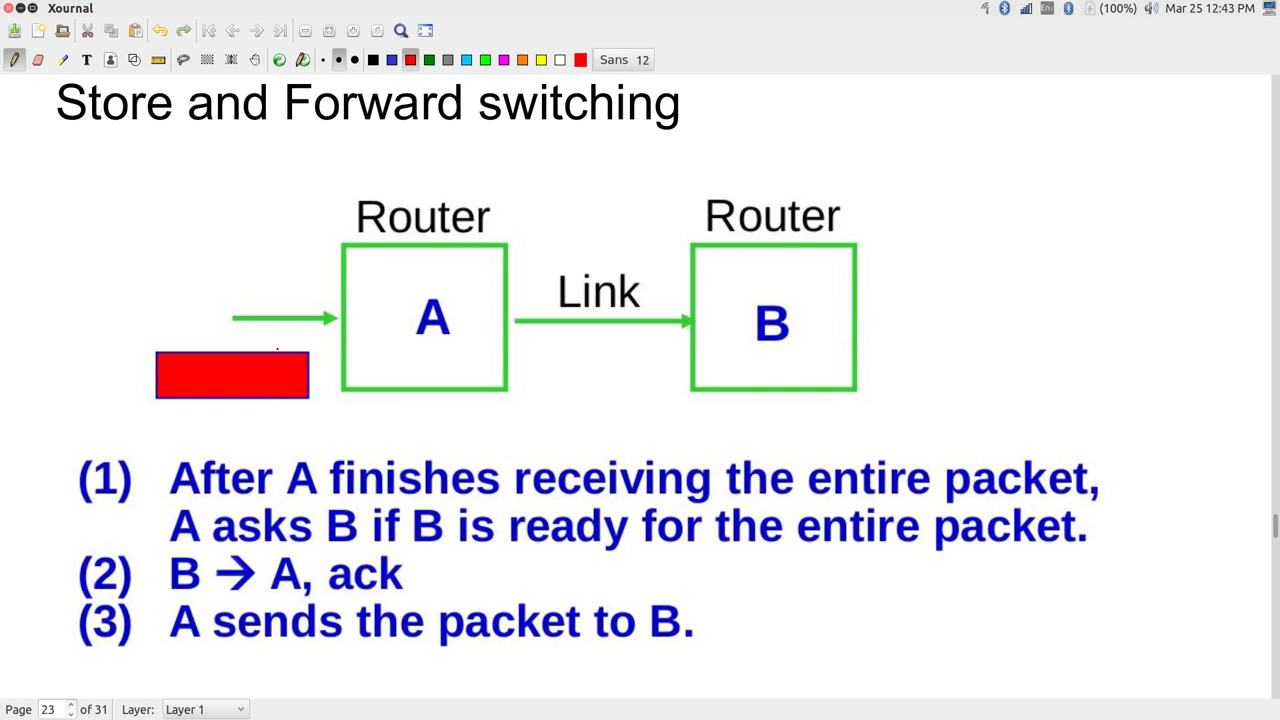 Xournal
En
(100%)
Mar 25 12:43 PM
T
Sans 12
Store and Forward switching
Router
Router
Link
A
B
(1) After A finishes receiving the entire packet,
A asks B if B is ready for the entire packet.
(2) B → A, ack
(3) A sends the packet to B.
Page 23 of 31 Layer: Layer 1